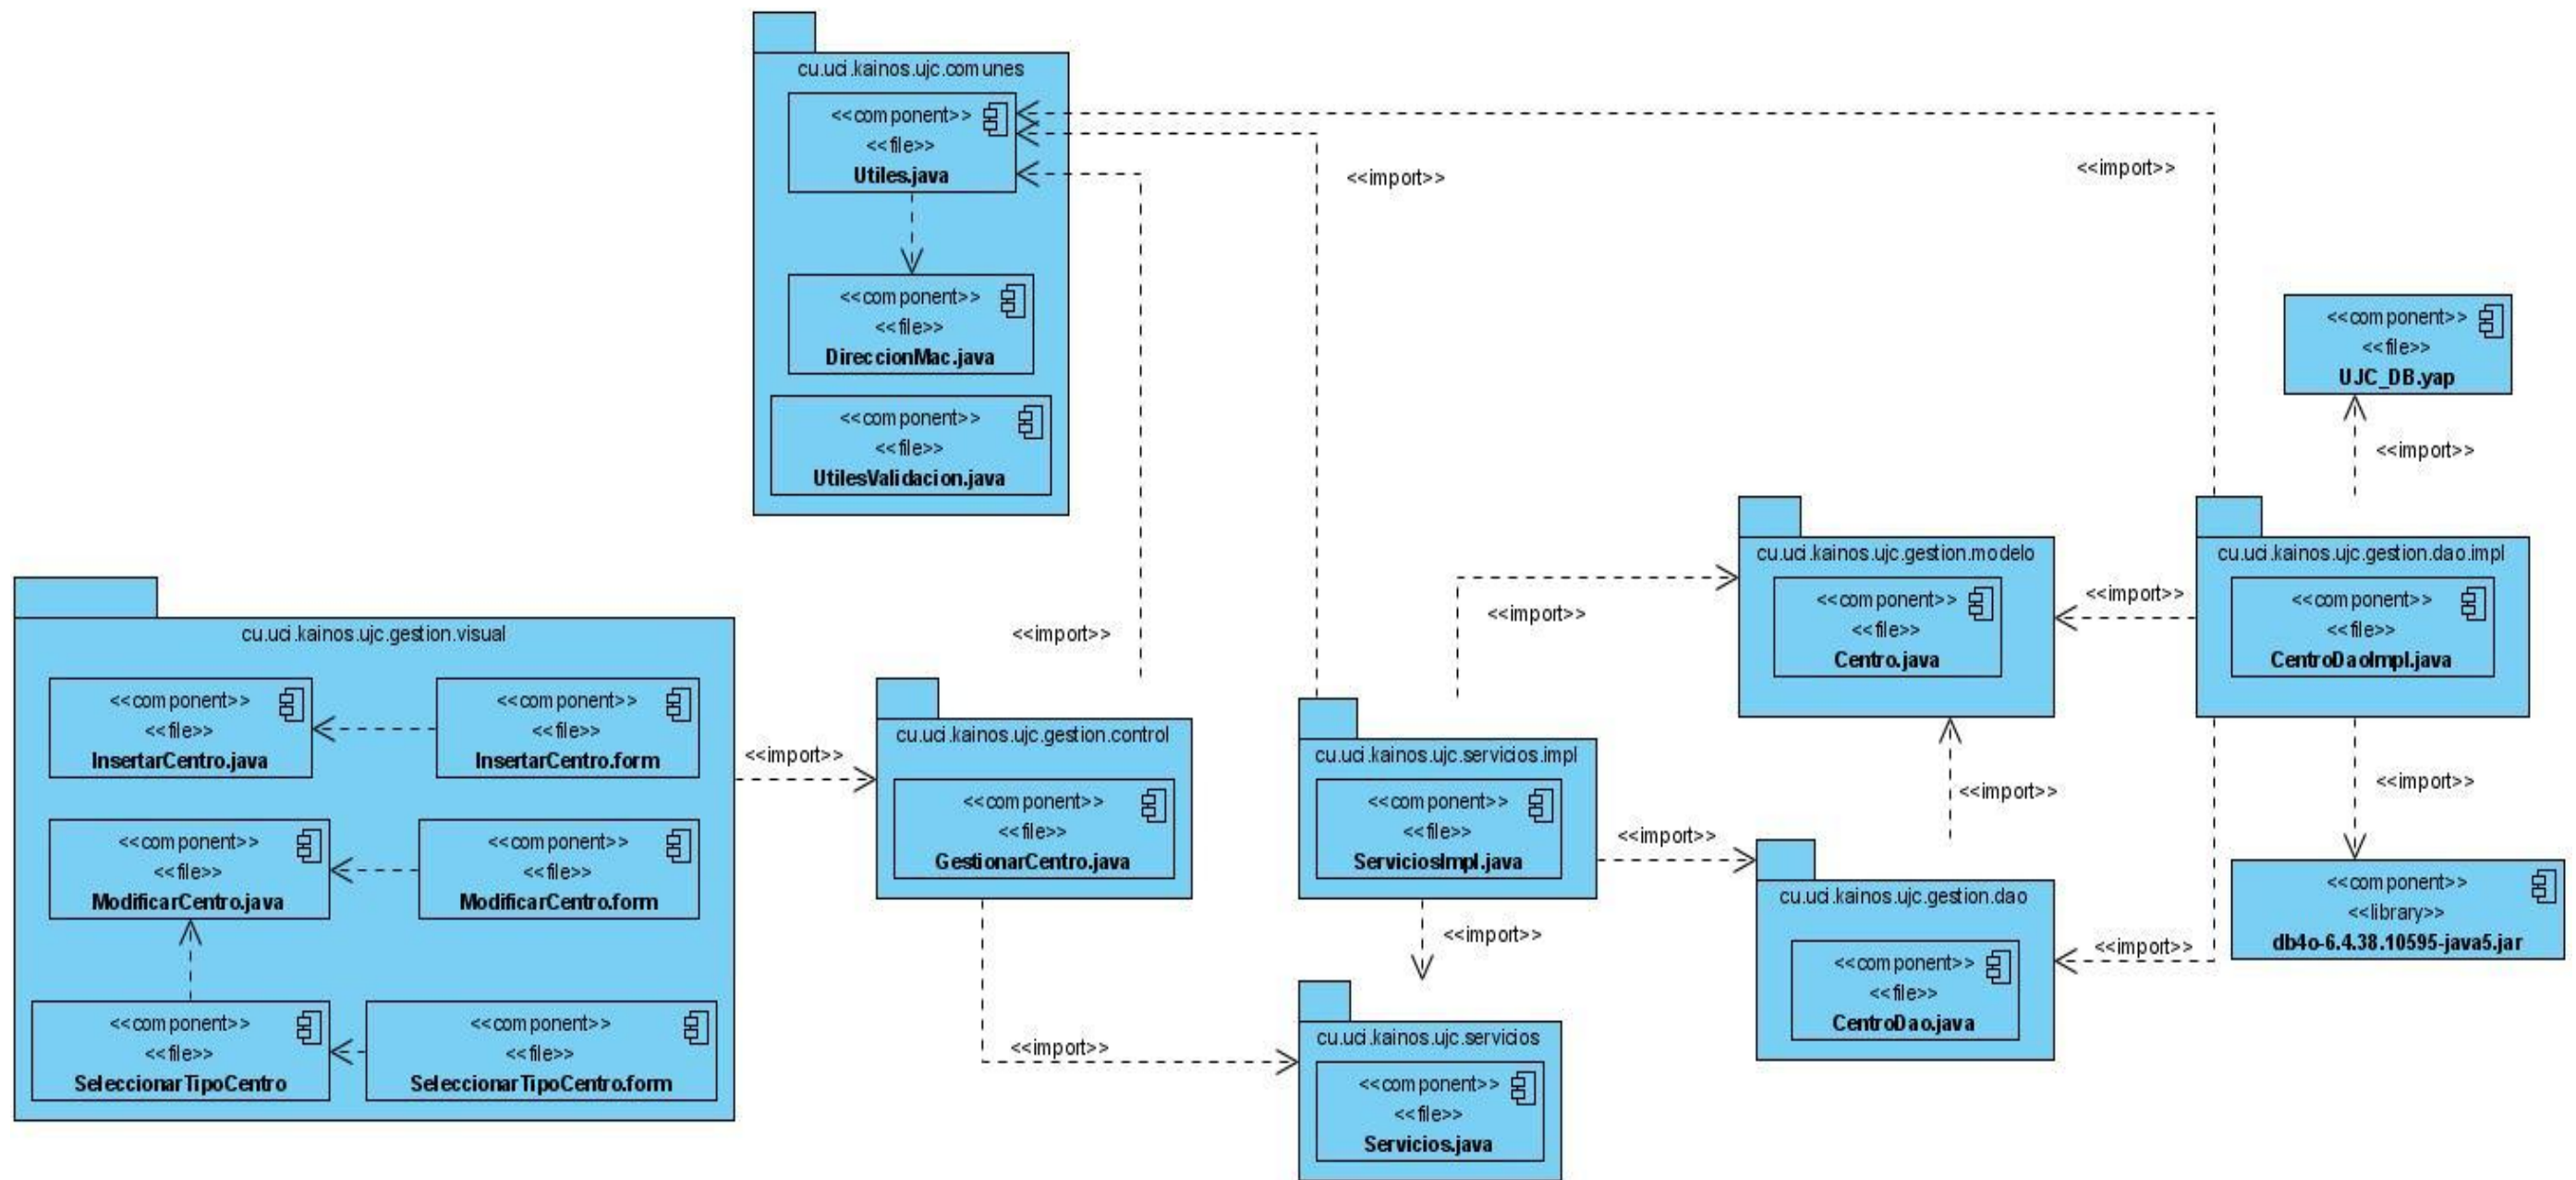 cu.uci.kainos.ujc.comunes
<<component>>
<<file>>
Utiles.java
<<component>>
<<file>>
DireccionMac.java
<<component>>
<<file>>
UtilesValidacion.java
<<import>>
<<import>>
<<import>>
<<component>>
<<file>>
UJC_DB.yap
<<import>>
cu.uci.kainos.ujc.gestion.visual
<<component>>
<<file>>
InsertarCentro.java
<<component>>
<<file>>
InsertarCentro.form
<<component>>
<<file>>
ModificarCentro.java
<<component>>
<<file>>
ModificarCentro.form
<<component>>
<<file>>
SeleccionarTipoCentro
<<component>>
<<file>>
SeleccionarTipoCentro.form
<<import>>
cu.uci.kainos.ujc.gestion.control
<<component>>
<<file>>
GestionarCentro.java
<<import>>
cu.uci.kainos.ujc.servicios.impl
<<component>>
<<file>>
ServiciosImpl.java
<<import>>
<<import>>
<<import>>
cu.uci.kainos.ujc.servicios
<<component>>
<<file>>
Servicios.java
cu.uci.kainos.ujc.gestion.modelo
<<component>>
<<file>>
Centro.java
<<import>>
<<import>>
cu.uci.kainos.ujc.gestion.dao
<<component>>
<<file>>
CentroDao.java
<<import>>
cu.uci.kainos.ujc.gestion.dao.impl
<<component>>
<<file>>
CentroDaoImpl.java
<<import>>
<<component>>
<<library>>
db4o-6.4.38.10595-java5.jar